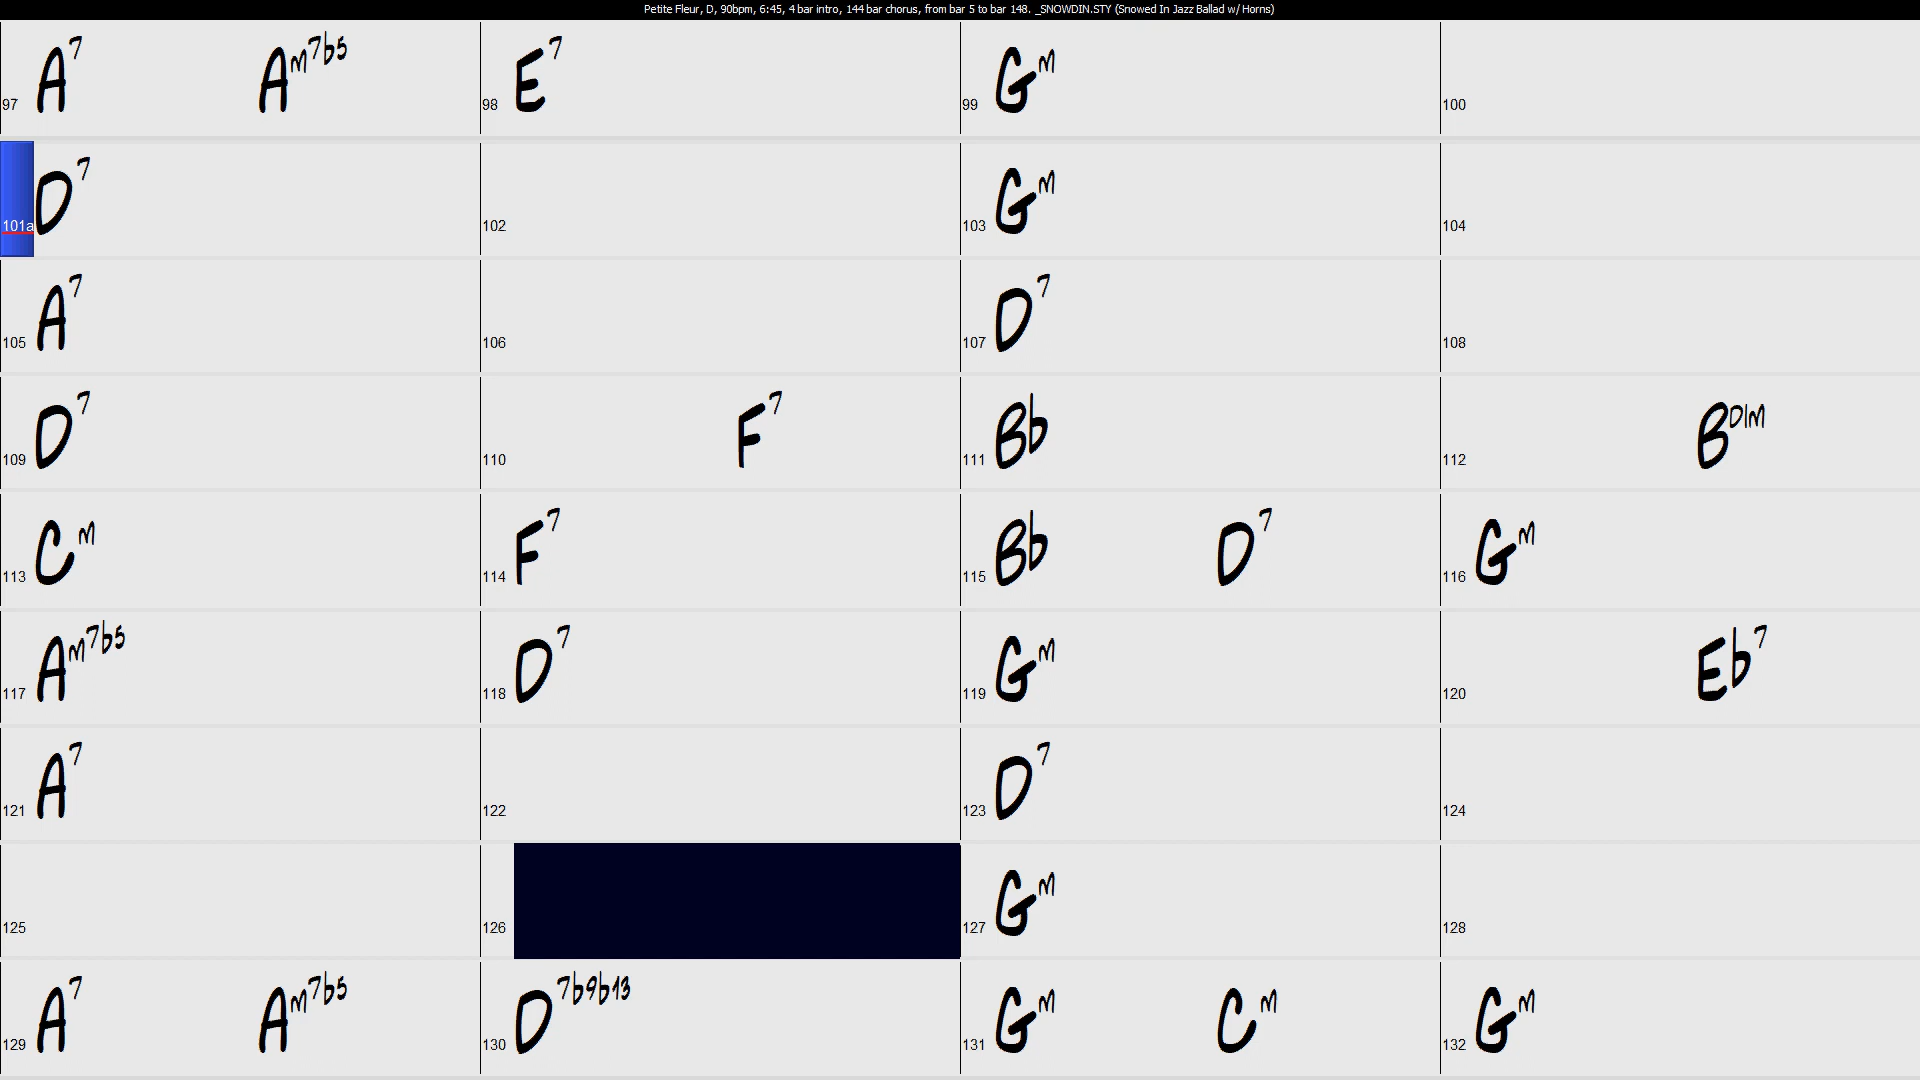 Petite Fleur, D, 90bpm, 6:45, 4 bar intro, 144 bar chorus, from bar 5 to bar 148. _SNOWDIN.STY (Snowed In Jazz Ballad w/ Horns)
97 A7 Am7b5 98 E7 99 Gm 100
101a D7 102 103 Gm 104
105 A7 106 107 D7 108
109 D7 110 F7 111 Bb 112 BDIM
113 Cm 114 F7 115 Bb D7 116 Gm
117 Am7b5 118 D7 119 Gm 120 Eb7
121 A7 122 123 D7 124
125 126 127 Gm 128
129 A7 Am7b5 130 D7b9b13 131 Gm Cm 132 Gm